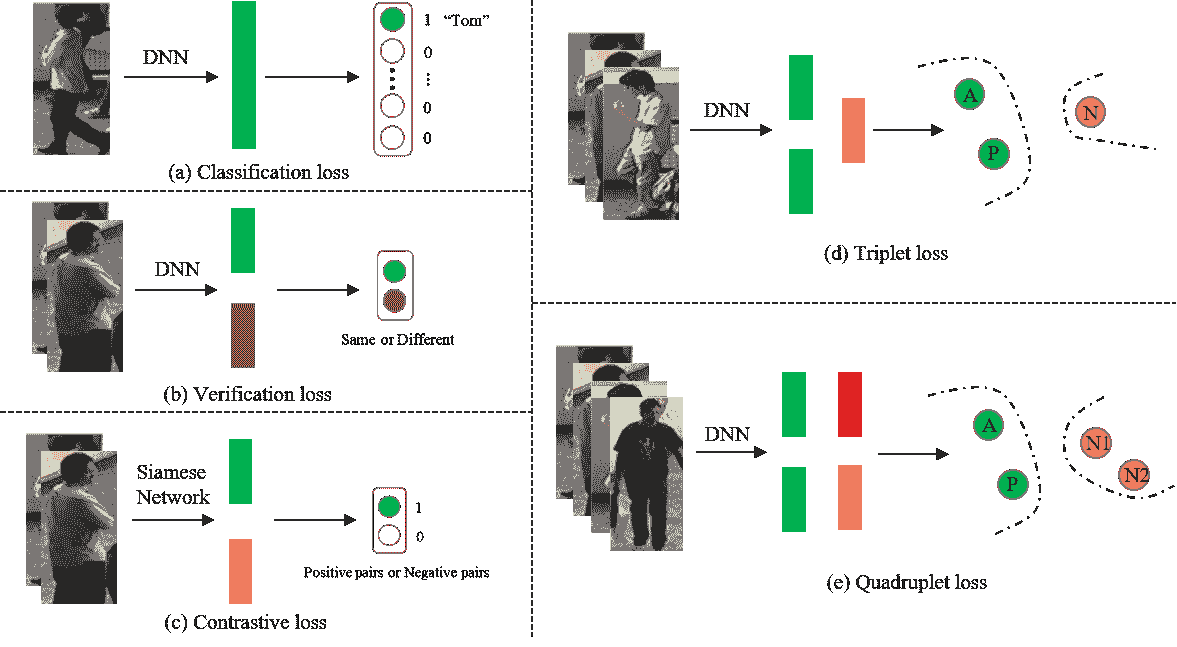 DNN
1 “Tom”
0
0
0
(a) Classification loss
DNN
Same or Different
(b) Verification loss
Siamese
Network
1
0
Positive pairs or Negative pairs
(c) Contrastive loss
DNN
A
P
N
(d) Triplet loss
DNN
A
P
N1
N2
(e) Quadruplet loss